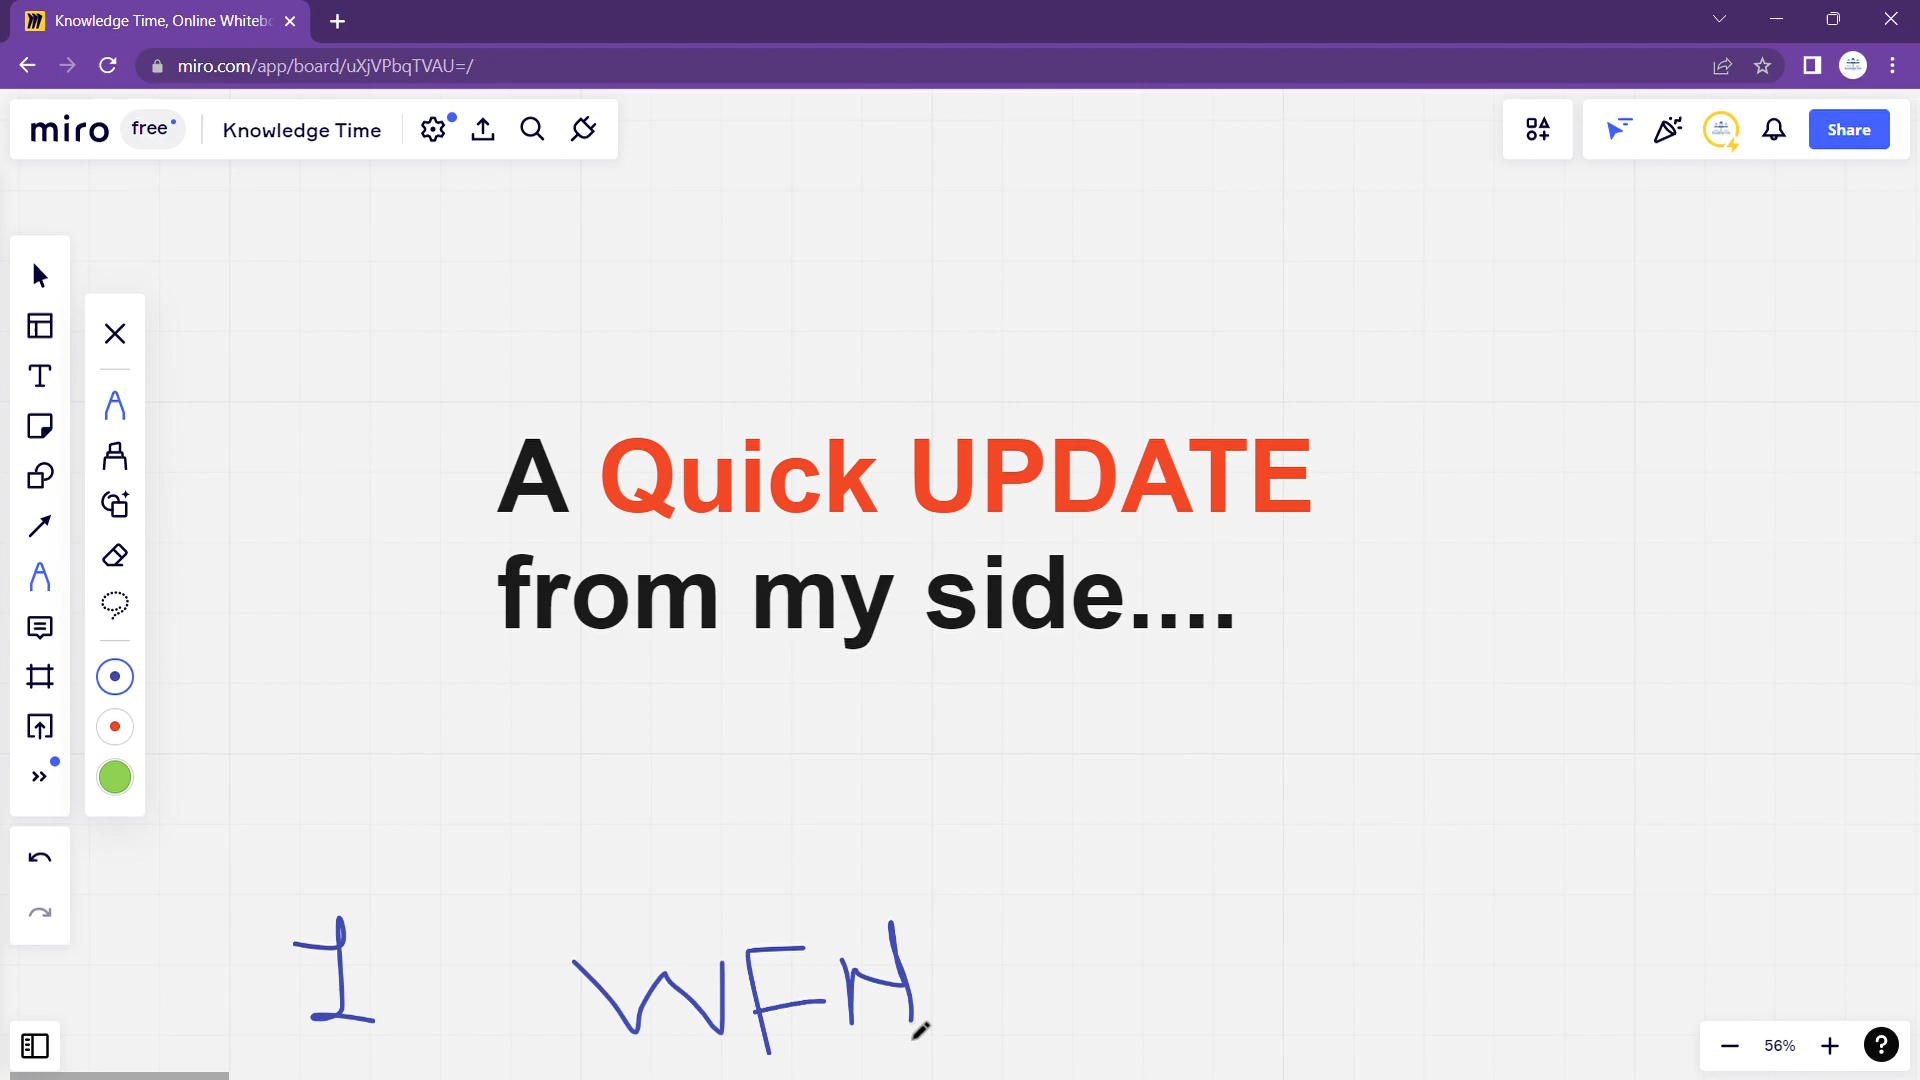 Knowledge Time, Online Whitebo
miro.com/app/board/uXjVPbqTVAU=/
miro free Knowledge Time
Share
A Quick UPDATE
from my side....
I WFH
56%